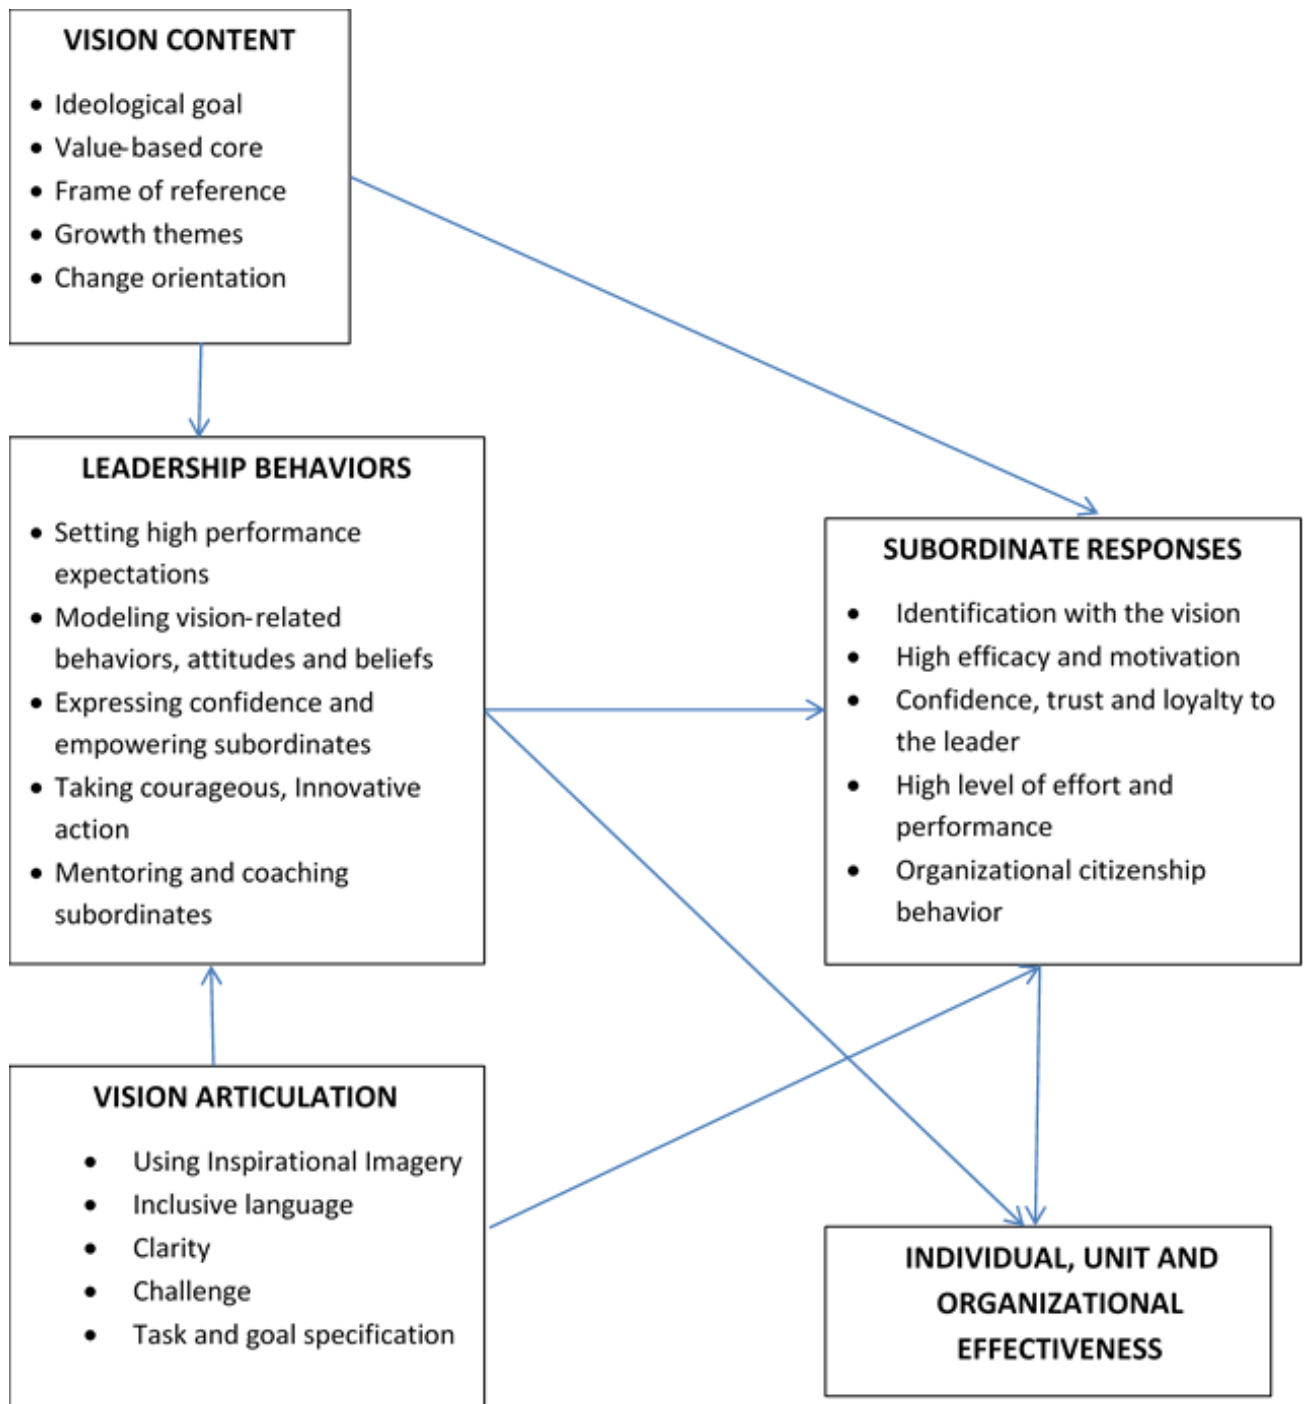 VISION CONTENT
• Ideological goal
• Value-based core
• Frame of reference
• Growth themes
• Change orientation
LEADERSHIP BEHAVIORS
• Setting high performance
expectations
• Modeling vision-related
behaviors, attitudes and beliefs
• Expressing confidence and
empowering subordinates
• Taking courageous, Innovative
action
• Mentoring and coaching
subordinates
SUBORDINATE RESPONSES
• Identification with the vision
• High efficacy and motivation
• Confidence, trust and loyalty to
the leader
• High level of effort and
performance
• Organizational citizenship
behavior
VISION ARTICULATION
• Using Inspirational Imagery
• Inclusive language
• Clarity
• Challenge
• Task and goal specification
INDIVIDUAL, UNIT AND
ORGANIZATIONAL
EFFECTIVENESS